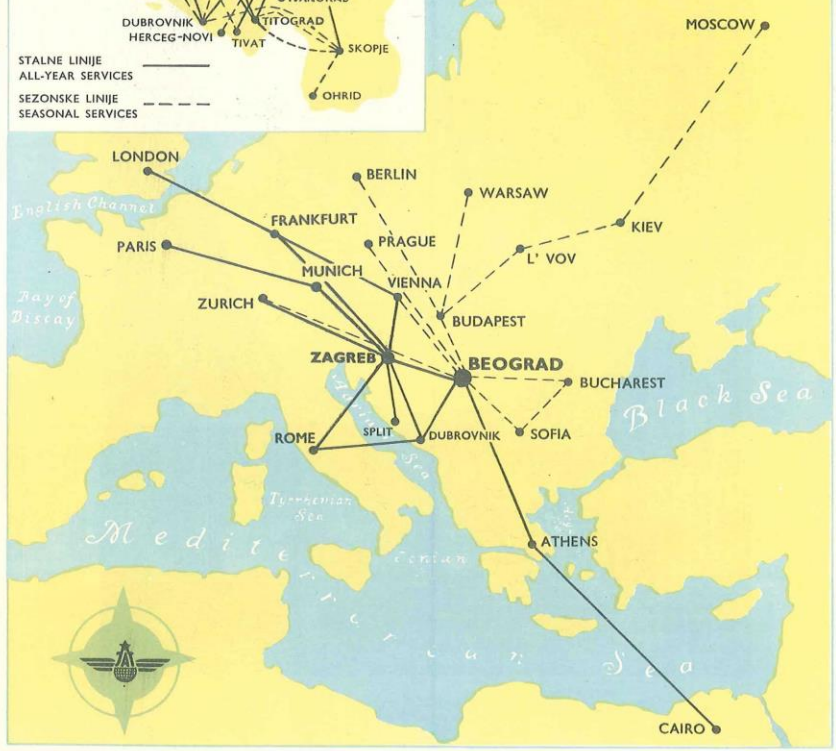 DUBROVNIK
TITOGRAD
HERCEG-NOVI
TIVAT
SKOPJE
STALNE LINIJE
ALL-YEAR SERVICES
OHRID
SEZONSKE LINIJE
SEASONAL SERVICES
MOSCOW
LONDON
BERLIN
WARSAW
English Channel
FRANKFURT
KIEV
PARIS
PRAGUE
L' VOV
MUNICH
VIENNA
Bay of
Biscay
ZURICH
BUDAPEST
ZAGREB
BEOGRAD
BUCHAREST
Black Sea
Adriatic Sea
SPLIT
ROME
DUBROVNIK
SOFIA
Tyrrhenian
Sea
Mediterranean Sea
Ionian
ATHENS
CAIRO